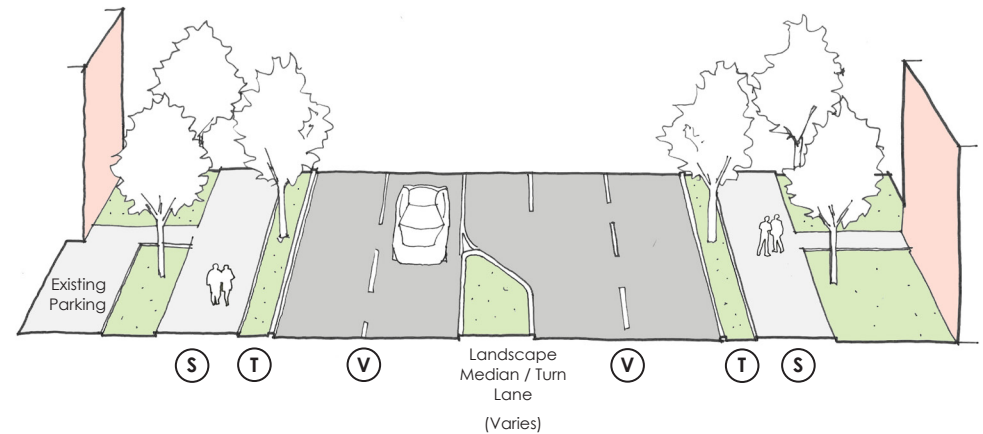 Existing
Parking
S
T
V
Landscape
Median / Turn
Lane
(Varies)
V
T
S